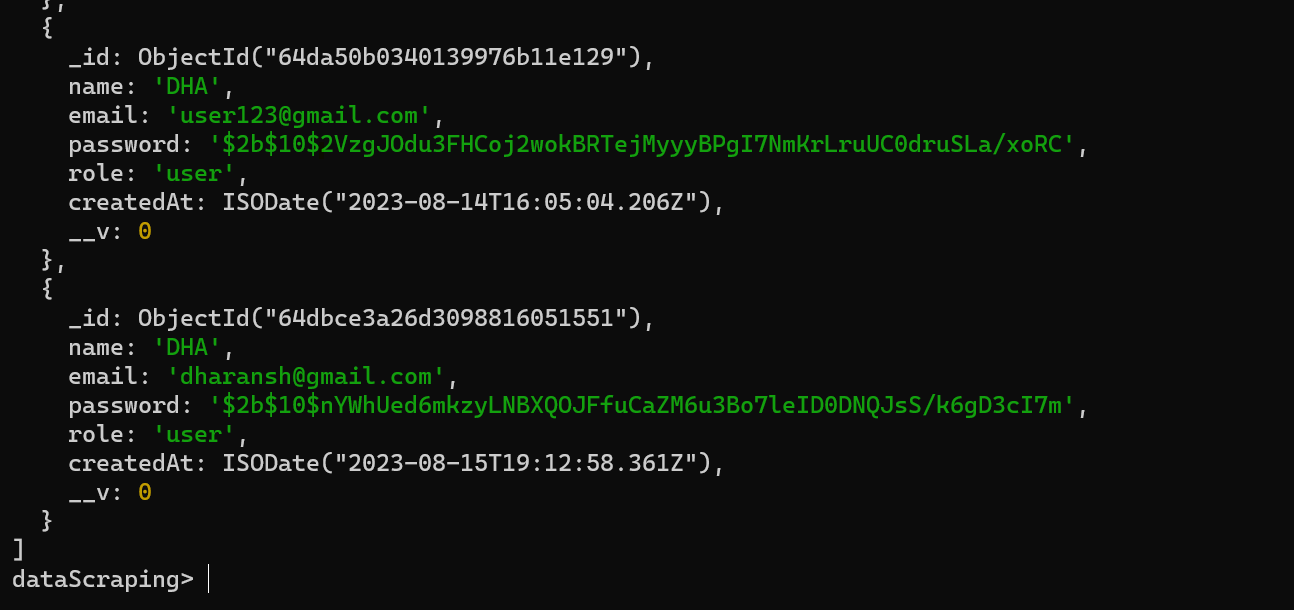 },
{
_id: ObjectId("64da50b0340139976b11e129"),
name: 'DHA',
email: 'user123@gmail.com',
password: '$2b$10$2VzgJOdu3FHCoj2wokBRTejMyyyBPgI7NmKrLruUC0druSLa/xoRC',
role: 'user',
createdAt: ISODate("2023-08-14T16:05:04.206Z"),
__v: 0
},
{
_id: ObjectId("64dbce3a26d3098816051551"),
name: 'DHA',
email: 'dharansh@gmail.com',
password: '$2b$10$nYWhUed6mkzyLNBXQOJFfuCaZM6u3Bo7leID0DNQJsS/k6gD3cI7m',
role: 'user',
createdAt: ISODate("2023-08-15T19:12:58.361Z"),
__v: 0
}
]
dataScraping>